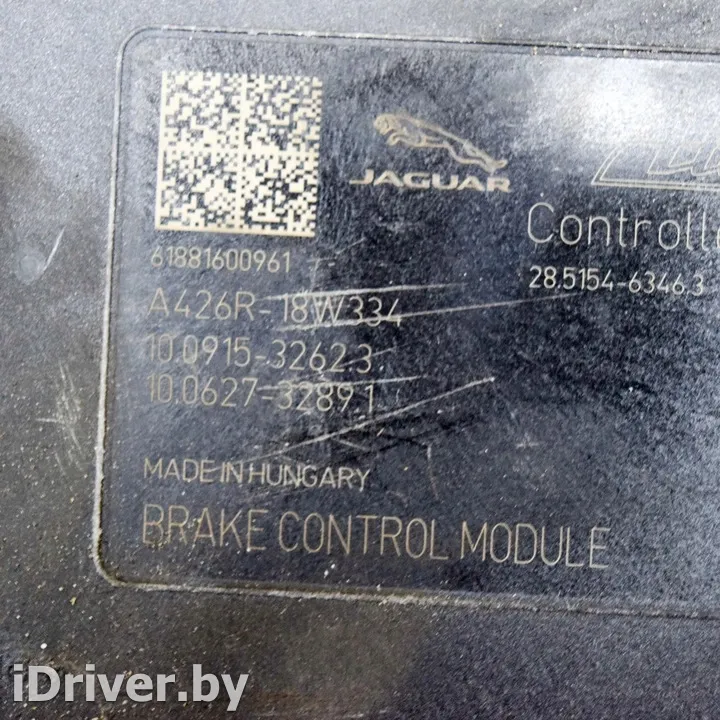 JAGUAR
Controlle
61881600961
28.5154-6346.3
A426R-18W334
10.0915-3262.3
10.0627-3289.1
MADE IN HUNGARY
BRAKE CONTROL MODULE
iDriver.by